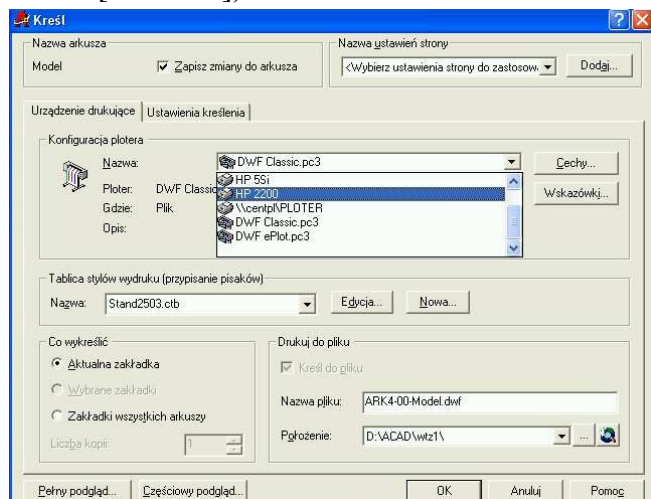 Kreśl
Nazwa arkusza
Model
Zapisz zmiany do arkusza
Nazwa ustawień strony
<Wybierz ustawienia strony do zastosow.
Dodaj...
Urządzenie drukujące
Ustawienia kreślenia
Konfiguracja plotera
Nazwa:
DWF Classic.pc3
Cechy...
HP 5Si
Ploter:
DWF Classic
HP 2200
Wskazówki...
Gdzie:
Plik
\\centpl\PLOTER
DWF Classic.pc3
Opis:
DWF ePlot.pc3
Tablica stylów wydruku (przypisanie pisaków)
Nazwa:
Stand2503.ctb
Edycja...
Nowa...
Co wykreślić
Aktualna zakładka
Wybrane zakładki
Zakładki wszystkich arkuszy
Liczba kopii
1
Drukuj do pliku
Kreśl do pliku
Nazwa pliku:
ARK4-00-Model.dwf
Położenie:
D:\ACAD\wtz1\
...
Pełny podgląd...
Częściowy podgląd...
OK
Anuluj
Pomoc